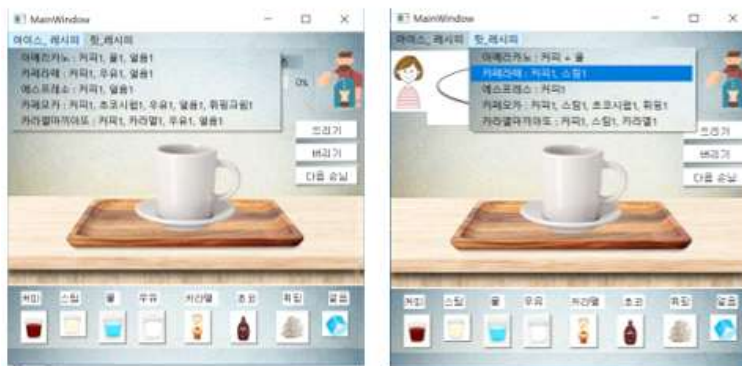 MainWindow
아이스_레시피 핫_레시피
아메리카노 : 커피1, 물1, 얼음1
카페라떼 : 커피1, 우유1, 얼음1
에스프레소 : 커피1, 얼음1
카페모카 : 커피1, 초코시럽1, 우유1, 얼음1, 휘핑크림1
카라멜마끼아또 : 커피1, 카라멜1, 우유1, 얼음1
0%
쓰리기
버리기
다음 손님
커피 스팀 물 우유 카라멜 초코 휘핑 얼음
MainWindow
아이스_레시피 핫_레시피
아메리카노 : 커피 + 물
카페라떼 : 커피1, 스팀1
에스프레소 : 커피1
카페모카 : 커피1, 스팀1, 초코시럽1, 휘핑1
카라멜마끼아또 : 커피1, 스팀1, 카라멜1
쓰리기
버리기
다음 손님
커피 스팀 물 우유 카라멜 초코 휘핑 얼음